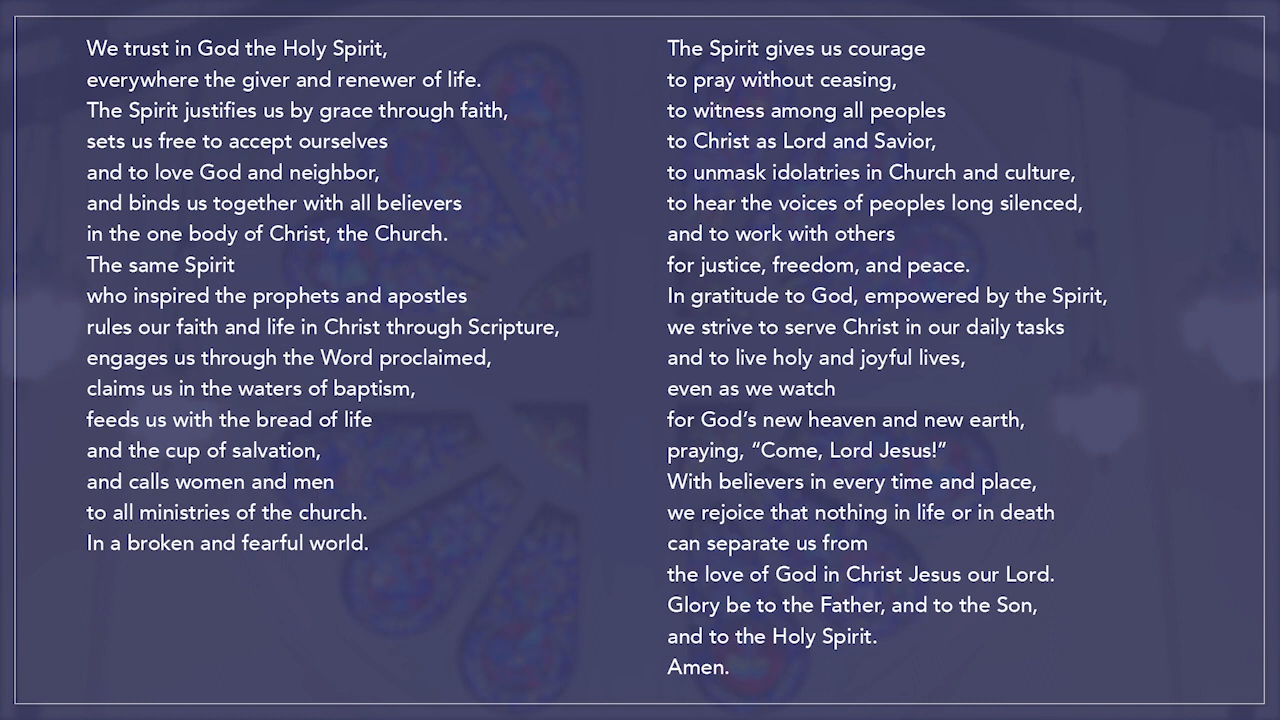 We trust in God the Holy Spirit,
everywhere the giver and renewer of life.
The Spirit justifies us by grace through faith,
sets us free to accept ourselves
and to love God and neighbor,
and binds us together with all believers
in the one body of Christ, the Church.
The same Spirit
who inspired the prophets and apostles
rules our faith and life in Christ through Scripture,
engages us through the Word proclaimed,
claims us in the waters of baptism,
feeds us with the bread of life
and the cup of salvation,
and calls women and men
to all ministries of the church.
In a broken and fearful world.
The Spirit gives us courage
to pray without ceasing,
to witness among all peoples
to Christ as Lord and Savior,
to unmask idolatries in Church and culture,
to hear the voices of peoples long silenced,
and to work with others
for justice, freedom, and peace.
In gratitude to God, empowered by the Spirit,
we strive to serve Christ in our daily tasks
and to live holy and joyful lives,
even as we watch
for God’s new heaven and new earth,
praying, “Come, Lord Jesus!”
With believers in every time and place,
we rejoice that nothing in life or in death
can separate us from
the love of God in Christ Jesus our Lord.
Glory be to the Father, and to the Son,
and to the Holy Spirit.
Amen.